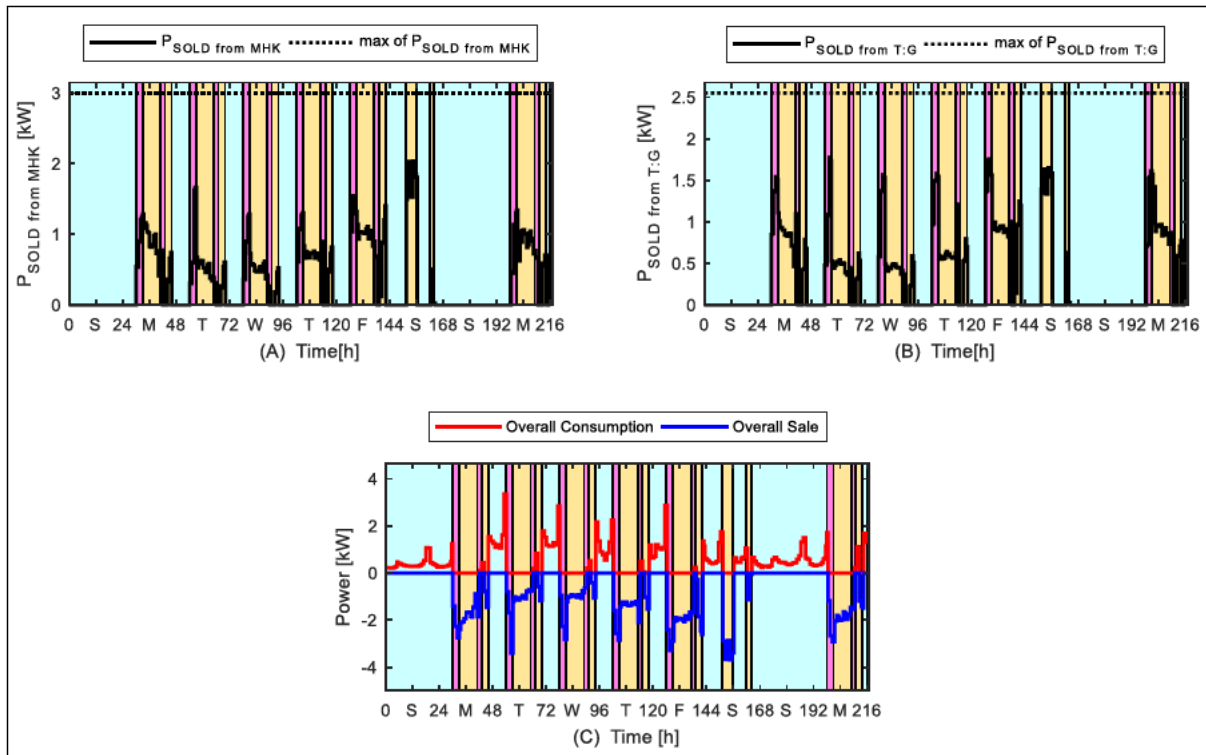 P SOLD from MHK max of P SOLD from MHK
P SOLD from MHK [kW]
3
2
1
0
0 S 24 M 48 T 72 W 96 T 120 F 144 S 168 S 192 M 216
(A) Time[h]
P SOLD from T:G max of P SOLD from T:G
P SOLD from T:G [kW]
2.5
2
1.5
1
0.5
0
0 S 24 M 48 T 72 W 96 T 120 F 144 S 168 S 192 M 216
(B) Time[h]
Overall Consumption Overall Sale
Power [kW]
4
2
0
-2
-4
0 S 24 M 48 T 72 W 96 T 120 F 144 S 168 S 192 M 216
(C) Time [h]